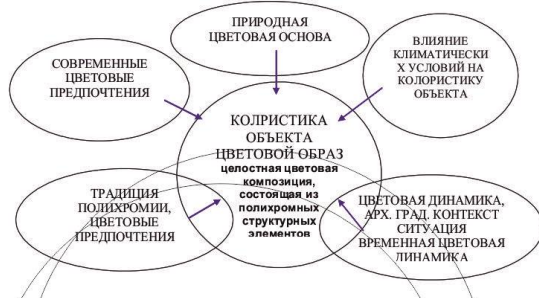 ПРИРОДНАЯ
ЦВЕТОВАЯ ОСНОВА
СОВРЕМЕННЫЕ
ЦВЕТОВЫЕ
ПРЕДПОЧТЕНИЯ
ВЛИЯНИЕ
КЛИМАТИЧЕСКИ
Х УСЛОВИЙ НА
КОЛОРИСТИКУ
ОБЪЕКТА
КОЛРИСТИКА
ОБЪЕКТА
ЦВЕТОВОЙ ОБРАЗ
целостная цветовая
композиция,
состоящая из
полихромных
структурных
элементов
ТРАДИЦИЯ
ПОЛИХРОМИИ,
ЦВЕТОВЫЕ
ПРЕДПОЧТЕНИЯ
ЦВЕТОВАЯ ДИНАМИКА,
АРХ. ГРАД. КОНТЕКСТ
СИТУАЦИЯ
ВРЕМЕННАЯ ЦВЕТОВАЯ
ДИНАМИКА